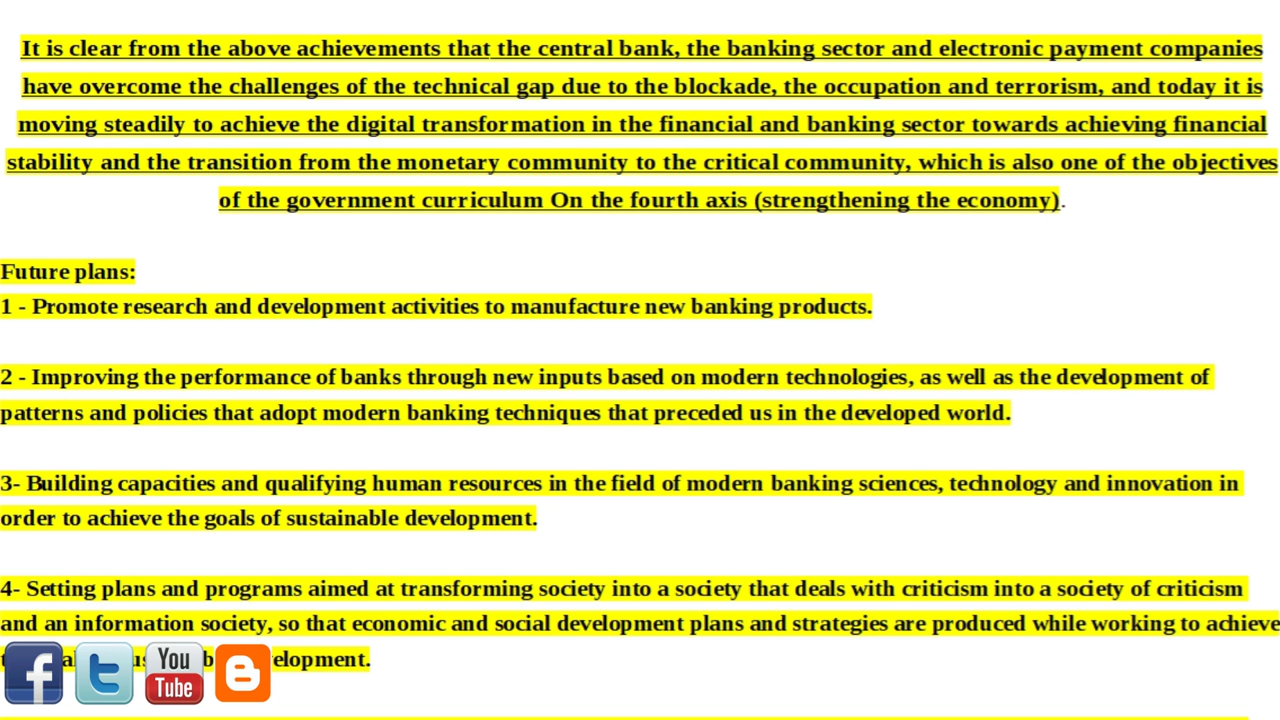 It is clear from the above achievements that the central bank, the banking sector and electronic payment companies
have overcome the challenges of the technical gap due to the blockade, the occupation and terrorism, and today it is
moving steadily to achieve the digital transformation in the financial and banking sector towards achieving financial
stability and the transition from the monetary community to the critical community, which is also one of the objectives
of the government curriculum On the fourth axis (strengthening the economy).
Future plans:
1 - Promote research and development activities to manufacture new banking products.
2 - Improving the performance of banks through new inputs based on modern technologies, as well as the development of
patterns and policies that adopt modern banking techniques that preceded us in the developed world.
3- Building capacities and qualifying human resources in the field of modern banking sciences, technology and innovation in
order to achieve the goals of sustainable development.
4- Setting plans and programs aimed at transforming society into a society that deals with criticism into a society of criticism
and an information society, so that economic and social development plans and strategies are produced while working to achieve
You Tube